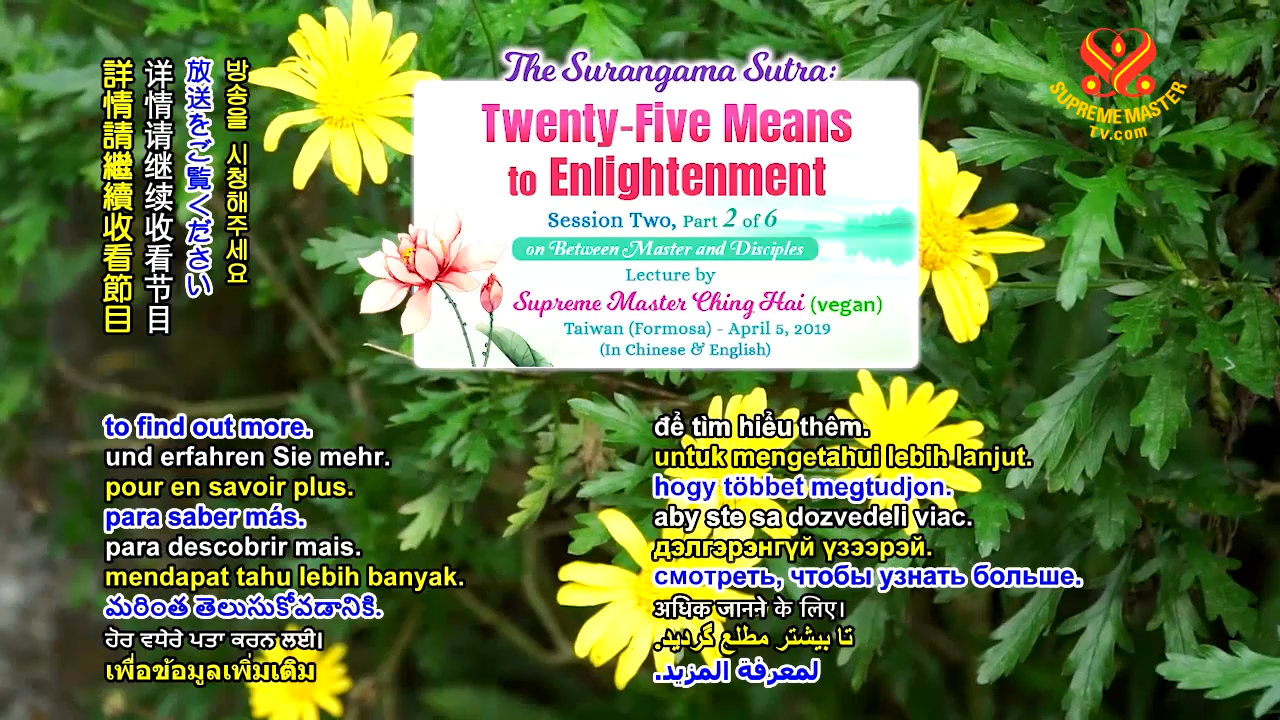 詳情請繼續收看節目
详情请继续收看节目
放送をご覧ください
방송을 시청해주세요
The Surangama Sutra:
Twenty-Five Means
to Enlightenment
Session Two, Part 2 of 6
on Between Master and Disciples
Lecture by
Supreme Master Ching Hai (vegan)
Taiwan (Formosa) - April 5, 2019
(In Chinese & English)
SUPREME MASTER
TV.com
to find out more.
und erfahren Sie mehr.
pour en savoir plus.
para saber más.
para descobrir mais.
mendapat tahu lebih banyak.
మరింత తెలుసుకోవడానికి.
ਹੋਰ ਵਧੇਰੇ ਪਤਾ ਕਰਨ ਲਈ।
เพื่อข้อมูลเพิ่มเติม
để tìm hiểu thêm.
untuk mengetahui lebih lanjut.
hogy többet megtudjon.
aby ste sa dozvedeli viac.
дэлгэрэнгүй үзээрэй.
смотреть, чтобы узнать больше.
अधिक जानने के लिए।
تا بیشتر مطلع گردید.
لمعرفة المزيد.